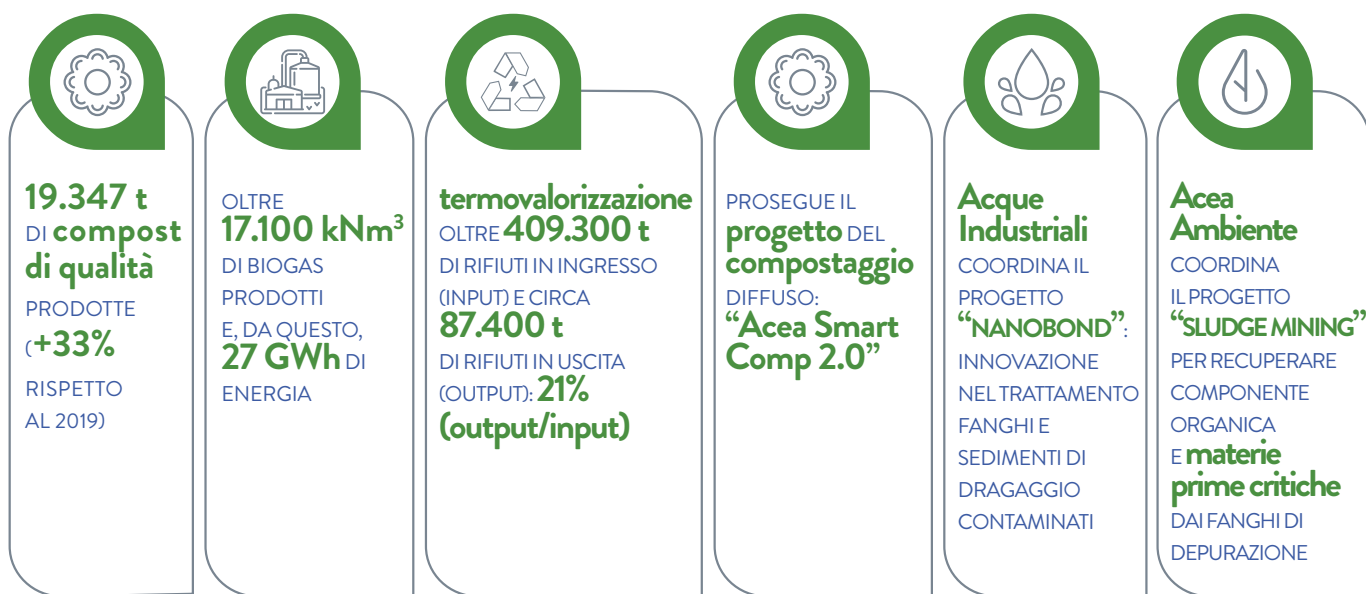 19.347 t
DI compost
di qualità
PRODOTTE
(+33%
RISPETTO
AL 2019)
OLTRE
17.100 kNm³
DI BIOGAS
PRODOTTI
E, DA QUESTO,
27 GWh DI
ENERGIA
termovalorizzazione
OLTRE 409.300 t
DI RIFIUTI IN INGRESSO
(INPUT) E CIRCA
87.400 t
DI RIFIUTI IN USCITA
(OUTPUT): 21%
(output/input)
PROSEGUE IL
progetto DEL
compostaggio
DIFFUSO:
“Acea Smart
Comp 2.0”
Acque
Industriali
COORDINA IL
PROGETTO
“NANOBOND”:
INNOVAZIONE
NEL TRATTAMENTO
FANGHI E
SEDIMENTI DI
DRAGAGGIO
CONTAMINATI
Acea
Ambiente
COORDINA
IL PROGETTO
“SLUDGE MINING”
PER RECUPERARE
COMPONENTE
ORGANICA
E materie
prime critiche
DAI FANGHI DI
DEPURAZIONE